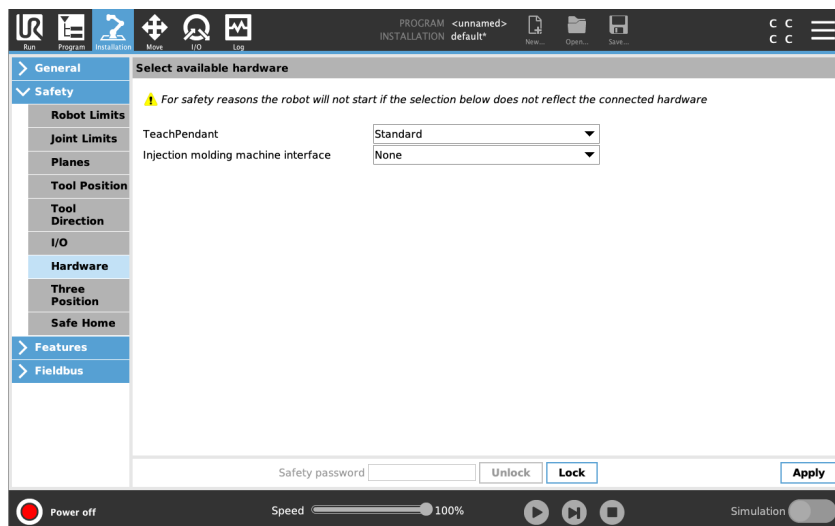 PROGRAM <unnamed>
INSTALLATION default*
UR
Run
Program
Installation
Move
I/O
Log
New...
Open...
Save...
C C
C C
General
Safety
Robot Limits
Joint Limits
Planes
Tool Position
Tool
Direction
I/O
Hardware
Three
Position
Safe Home
Features
Fieldbus
Select available hardware
! For safety reasons the robot will not start if the selection below does not reflect the connected hardware
TeachPendant Standard
Injection molding machine interface None
Safety password Unlock Lock Apply
Power off Speed 100% Simulation